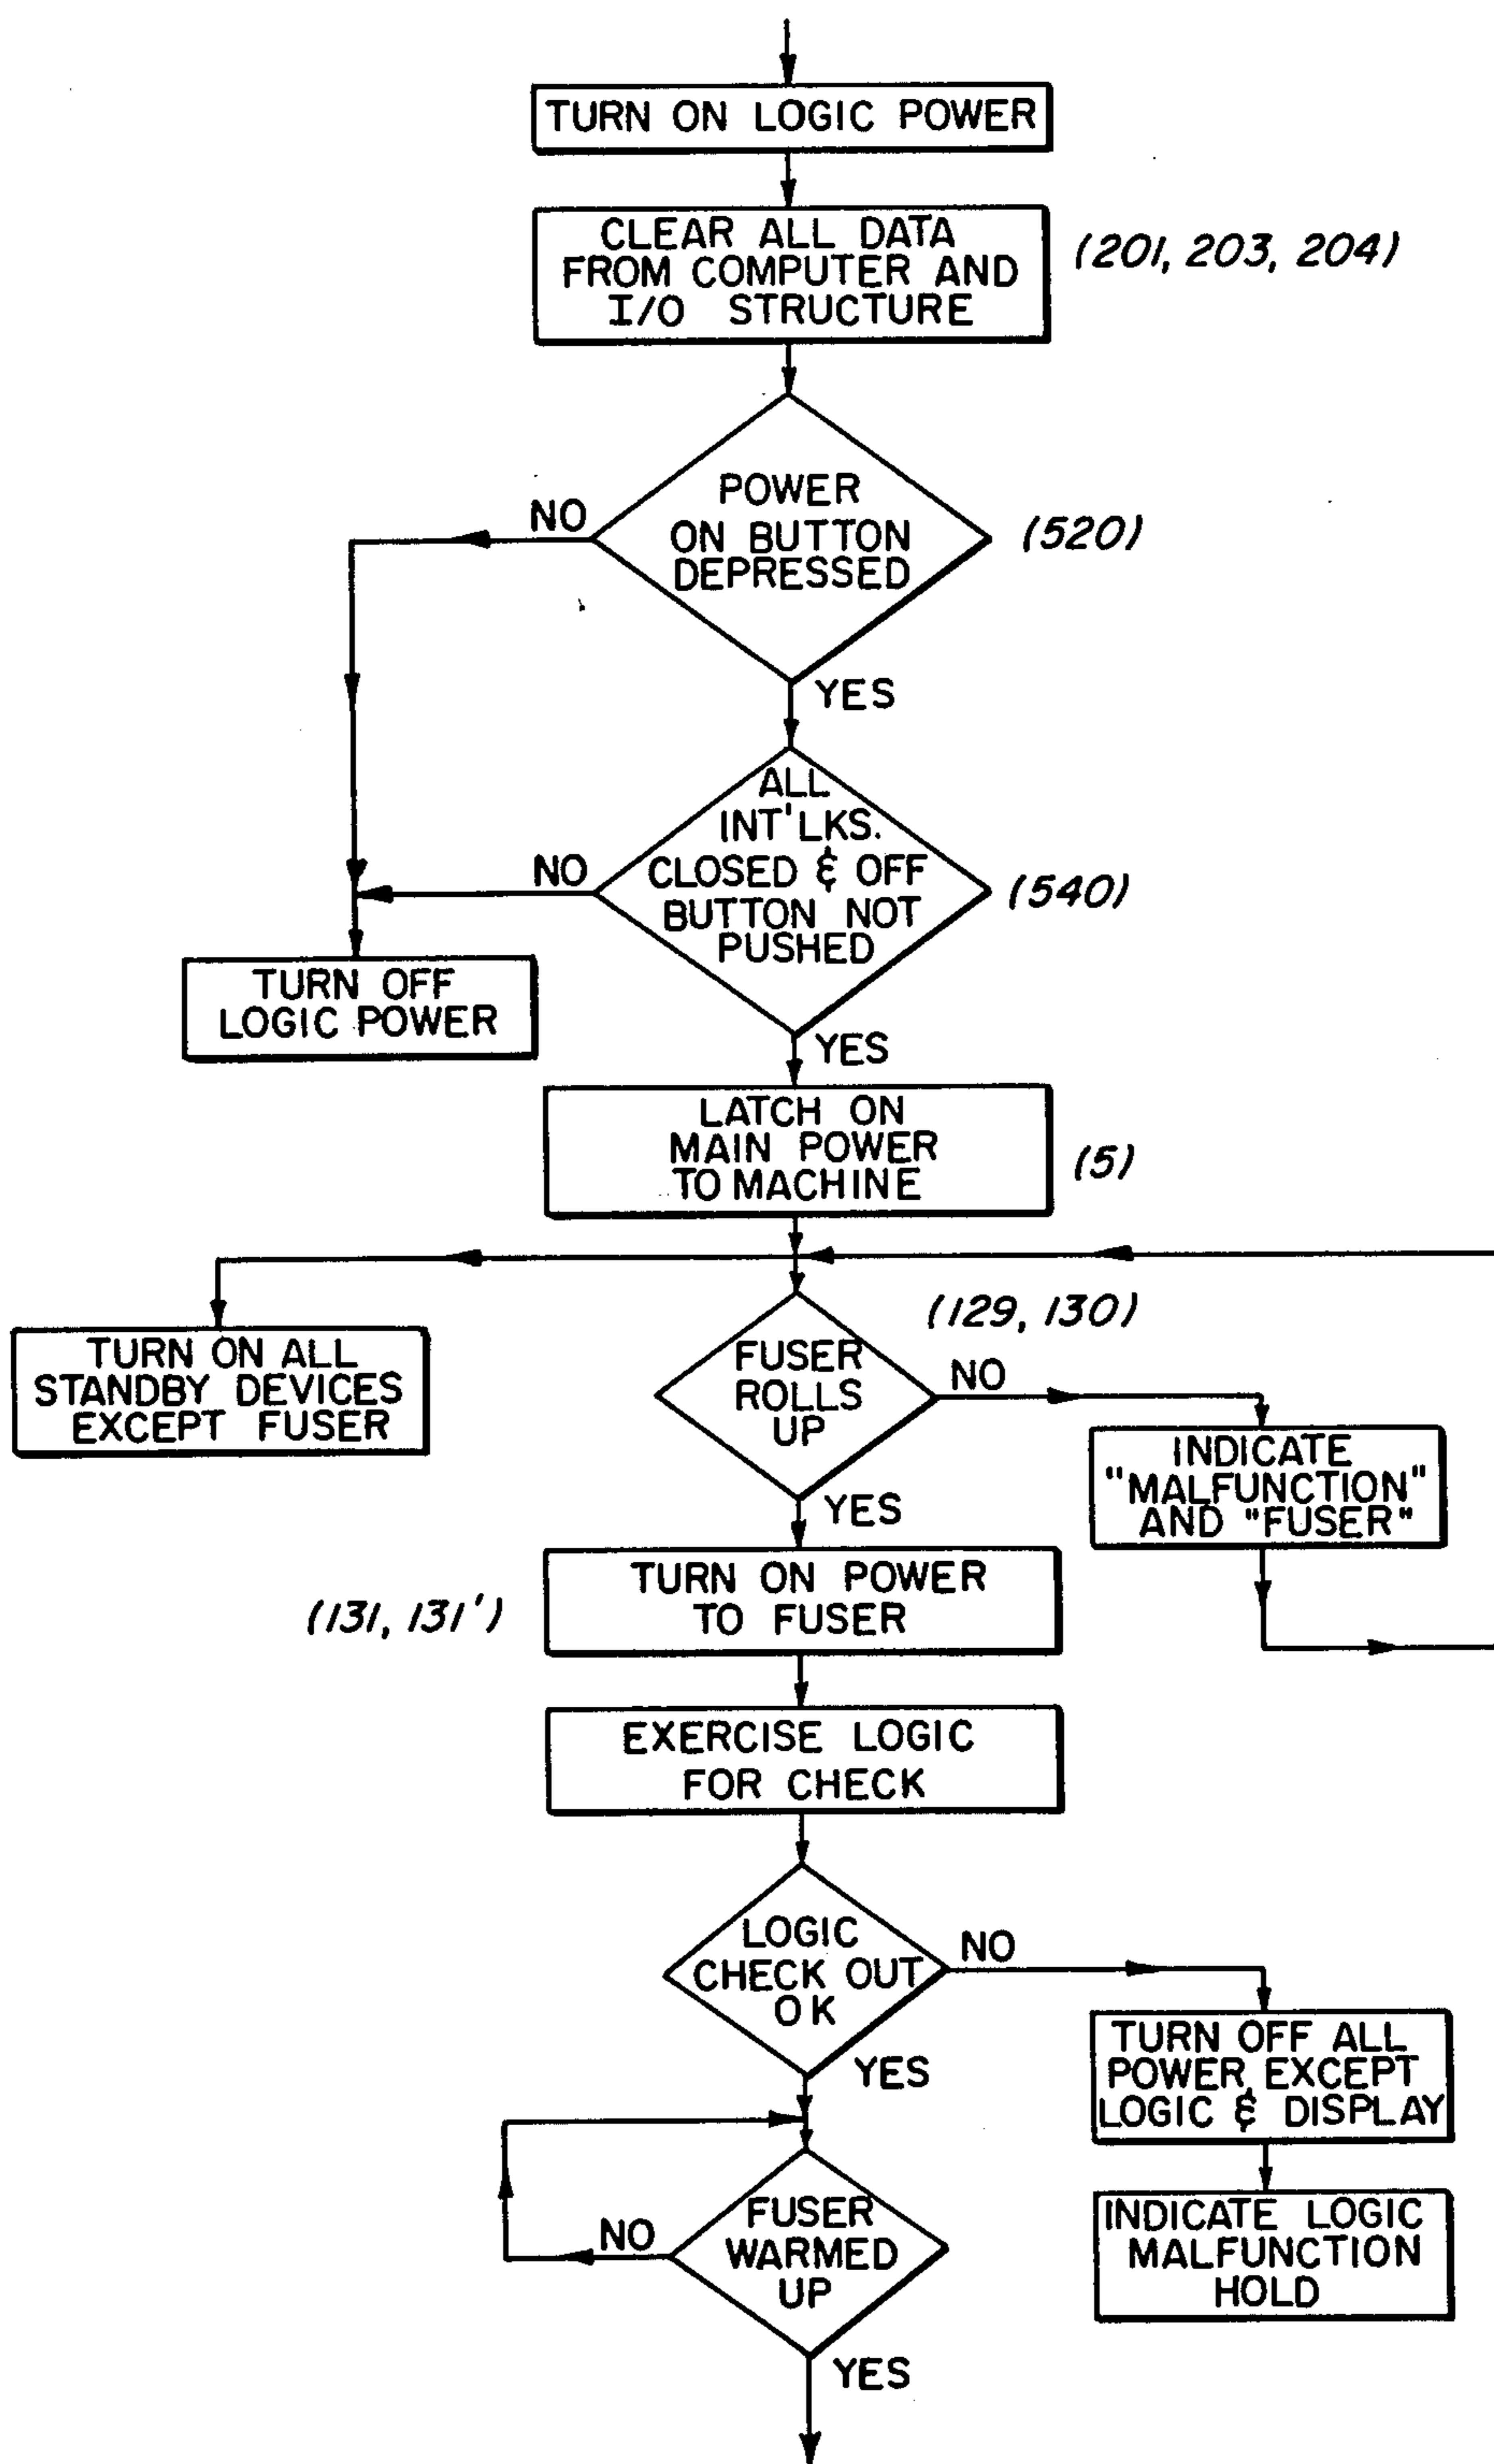 TURN ON LOGIC POWER
CLEAR ALL DATA
FROM COMPUTER AND
I/O STRUCTURE
(201, 203, 204)
POWER
ON BUTTON
DEPRESSED
NO
(520)
YES
ALL
INT'LKS.
CLOSED & OFF
BUTTON NOT
PUSHED
NO
(540)
TURN OFF
LOGIC POWER
YES
LATCH ON
MAIN POWER
TO MACHINE
(5)
TURN ON ALL
STANDBY DEVICES
EXCEPT FUSER
(129, 130)
FUSER
ROLLS
UP
NO
INDICATE
"MALFUNCTION"
AND "FUSER"
YES
TURN ON POWER
TO FUSER
(131, 131')
EXERCISE LOGIC
FOR CHECK
LOGIC
CHECK OUT
OK
NO
TURN OFF ALL
POWER EXCEPT
LOGIC & DISPLAY
YES
INDICATE LOGIC
MALFUNCTION
HOLD
FUSER
WARMED
UP
NO
YES